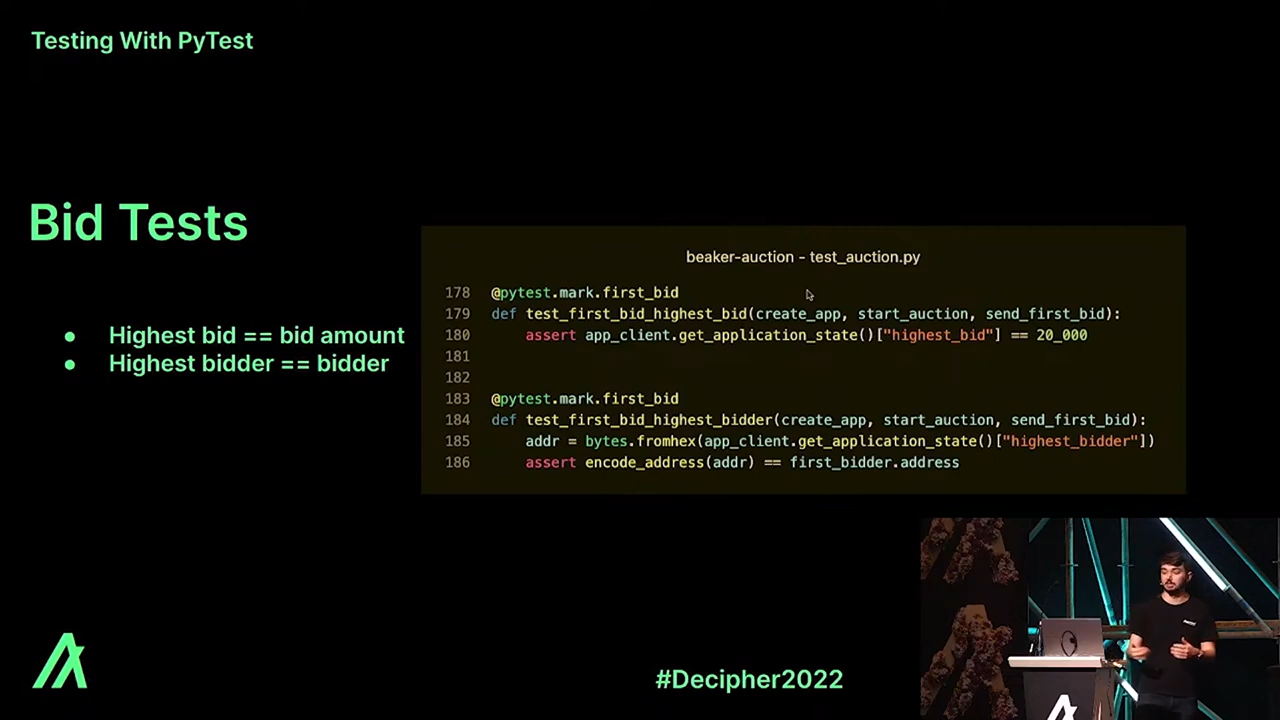 Testing With PyTest
Bid Tests
● Highest bid == bid amount
● Highest bidder == bidder
beaker-auction - test_auction.py
178 @pytest.mark.first_bid
179 def test_first_bid_highest_bid(create_app, start_auction, send_first_bid):
180 assert app_client.get_application_state()["highest_bid"] == 20_000
181
182
183 @pytest.mark.first_bid
184 def test_first_bid_highest_bidder(create_app, start_auction, send_first_bid):
185 addr = bytes.fromhex(app_client.get_application_state()["highest_bidder"])
186 assert encode_address(addr) == first_bidder.address
#Decipher2022